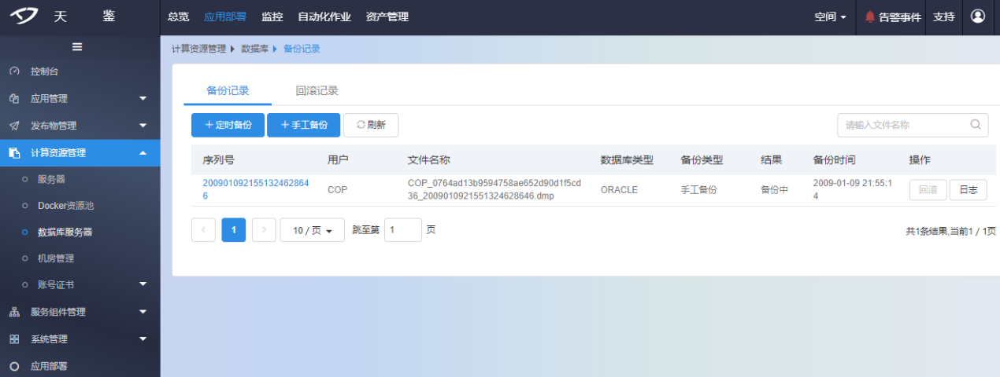 天 鉴
总览 应用部署 监控 自动化作业 资产管理
空间 告警事件 支持
控制台
应用管理
发布物管理
计算资源管理
服务器
Docker资源池
数据库服务器
机房管理
账号证书
服务组件管理
系统管理
应用部署
计算资源管理 数据库 备份记录
备份记录 回滚记录
+定时备份 +手工备份 刷新
请输入文件名称
序列号 用户 文件名称 数据库类型 备份类型 结果 备份时间 操作
200901092155132462864 COP COP_0764ad13b9594758ae652d90d1f5cd ORACLE 手工备份 备份中 2009-01-09 21:55:1 回滚 日志
6 36_2009010921551324628646.dmp 4
1 10 / 页 跳至第 1 页
共1条结果,当前1 / 1页